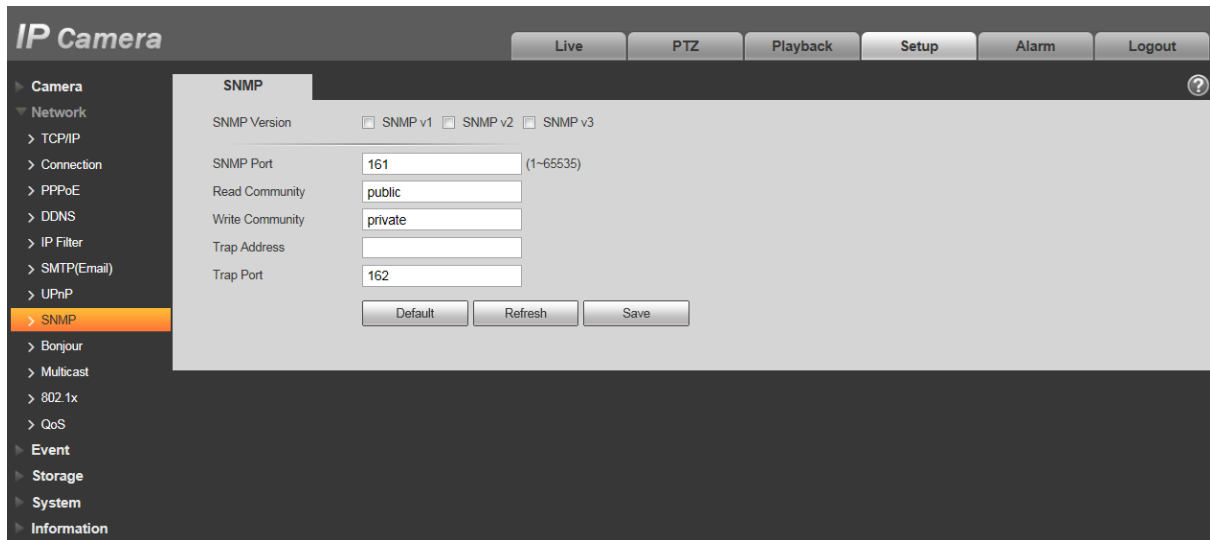 IP Camera
Live PTZ Playback Setup Alarm Logout
Camera
Network
TCP/IP
Connection
PPPoE
DDNS
IP Filter
SMTP(Email)
UPnP
SNMP
Bonjour
Multicast
802.1x
QoS
Event
Storage
System
Information
SNMP
?
SNMP Version SNMP v1 SNMP v2 SNMP v3
SNMP Port 161 (1~65535)
Read Community public
Write Community private
Trap Address
Trap Port 162
Default Refresh Save